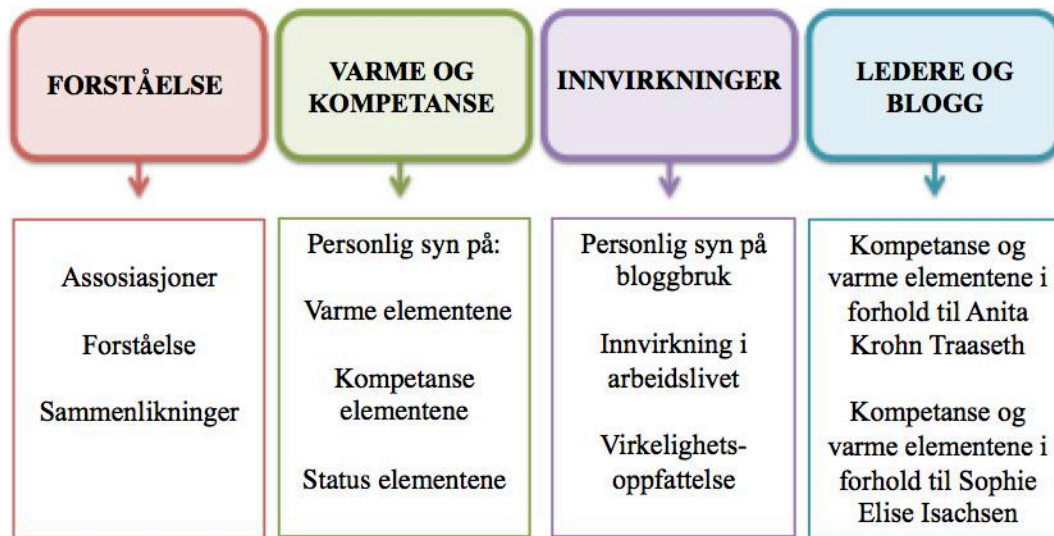 FORSTÅELSE
VARME OG
KOMPETANSE
INNVIRKNINGER
LEDERE OG
BLOGG
Assosiasjoner
Forståelse
Sammenlikninger
Personlig syn på:
Varme elementene
Kompetanse
elementene
Status elementene
Personlig syn på
bloggbruk
Innvirkning i
arbeidslivet
Virkelighets-
oppfattelse
Kompetanse og
varme elementene i
forhold til Anita
Krohn Traaseth
Kompetanse og
varme elementene i
forhold til Sophie
Elise Isachsen